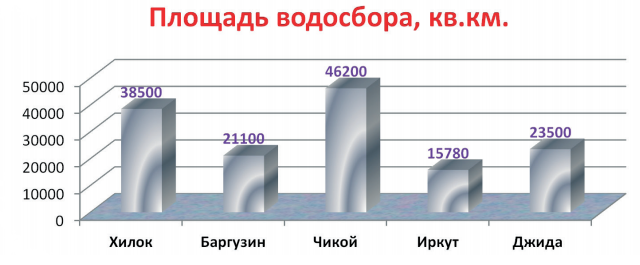 Площадь водосбора, кв.км.
50000
40000
30000
20000
10000
0
38500
21100
46200
15780
23500
Хилок
Баргузин
Чикой
Иркут
Джида